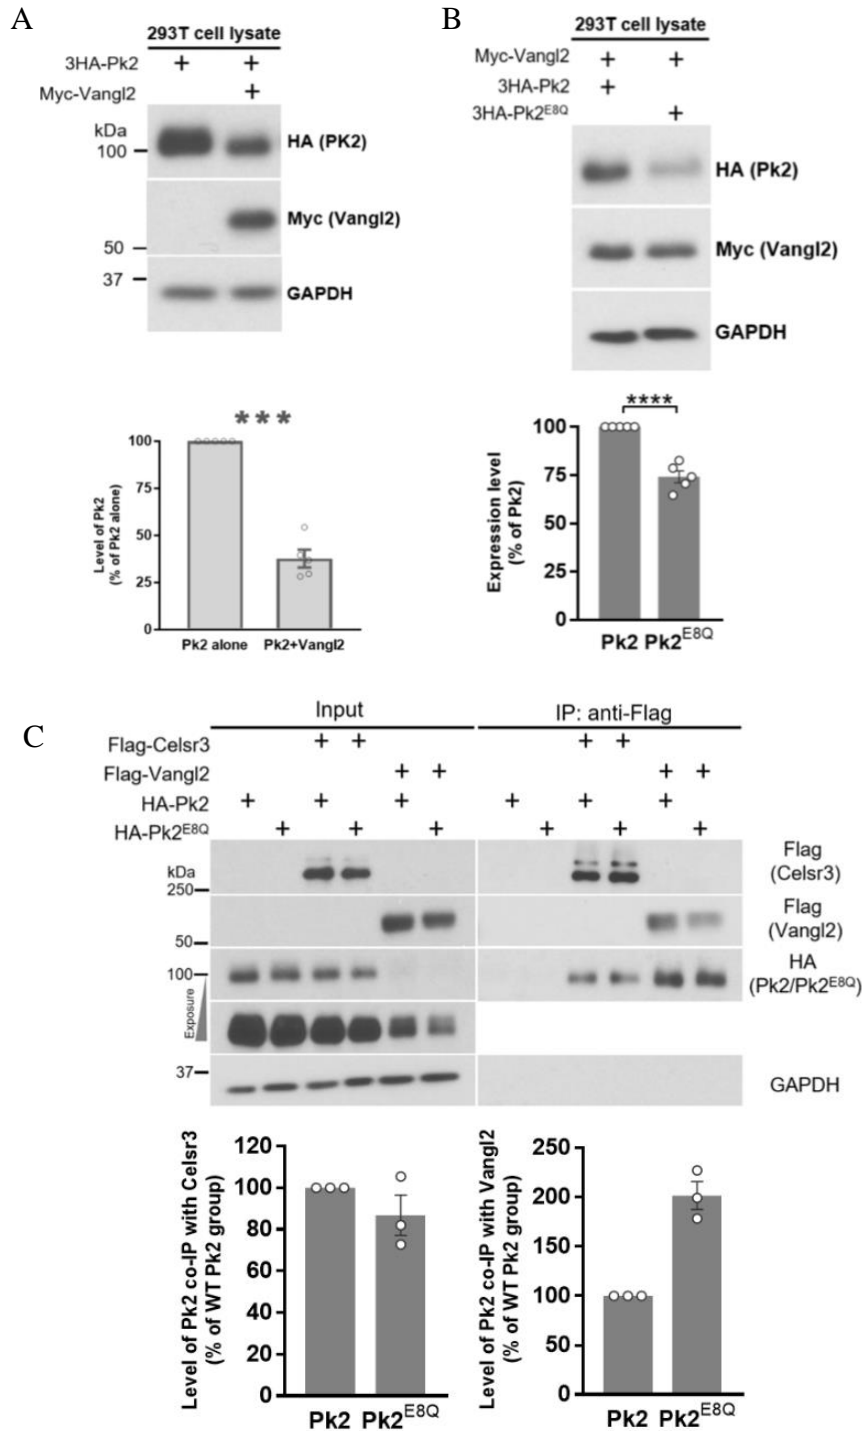 A
293T cell lysate
3HA-Pk2 + +
Myc-Vangl2 +
kDa
100
HA (PK2)
Myc (Vangl2)
50
37
GAPDH
***
Level of Pk2
(% of Pk2 alone)
100
75
50
25
0
Pk2 alone Pk2+Vangl2
B
293T cell lysate
Myc-Vangl2 + +
3HA-Pk2 +
3HA-Pk2E8Q +
HA (Pk2)
Myc (Vangl2)
GAPDH
****
Expression level
(% of Pk2)
100
75
50
25
0
Pk2 Pk2E8Q
C
Input IP: anti-Flag
Flag-Celsr3 + + + +
Flag-Vangl2 + + + +
HA-Pk2 + + + + + +
HA-Pk2E8Q + + + + + +
kDa
250
Flag
(Celsr3)
50
Flag
(Vangl2)
100
HA
(Pk2/Pk2E8Q)
Exposure
37
GAPDH
Level of Pk2 co-IP with Celsr3
(% of WT Pk2 group)
120
100
80
60
40
20
0
Pk2 Pk2E8Q
Level of Pk2 co-IP with Vangl2
(% of WT Pk2 group)
250
200
150
100
50
0
Pk2 Pk2E8Q